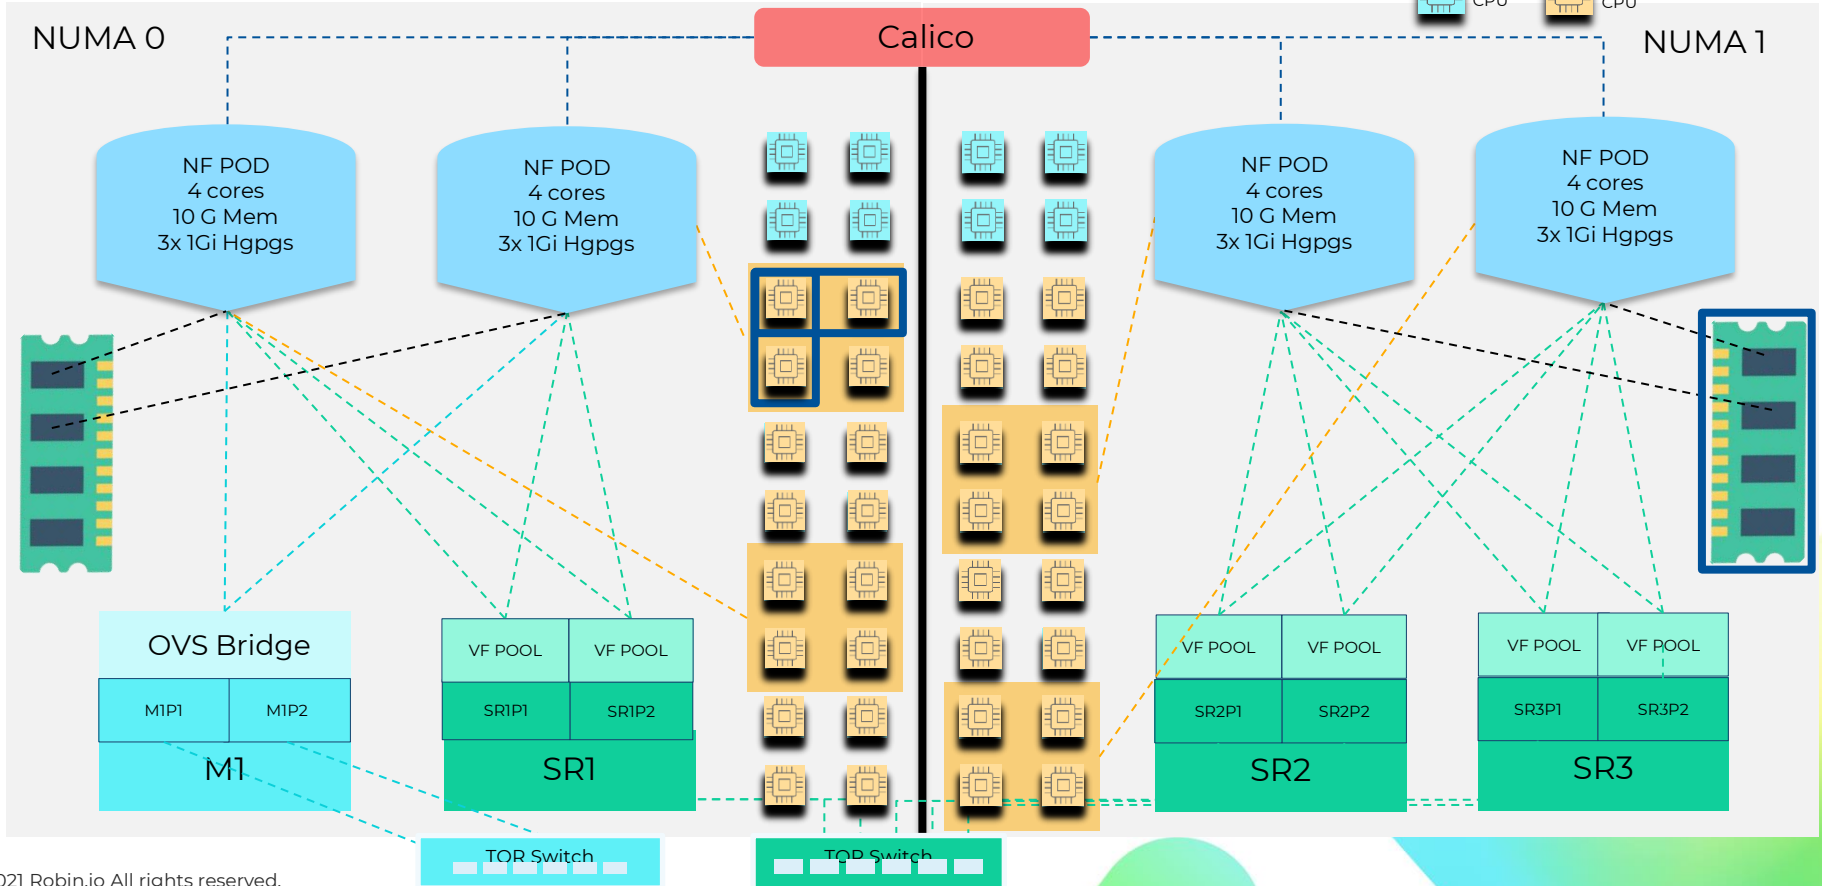 CPU
CPU
NUMA 0
Calico
NUMA 1
NF POD
4 cores
10 G Mem
3x 1Gi Hgpgs
NF POD
4 cores
10 G Mem
3x 1Gi Hgpgs
NF POD
4 cores
10 G Mem
3x 1Gi Hgpgs
NF POD
4 cores
10 G Mem
3x 1Gi Hgpgs
OVS Bridge
M1P1
M1P2
M1
VF POOL
VF POOL
SR1P1
SR1P2
SR1
VF POOL
VF POOL
SR2P1
SR2P2
SR2
VF POOL
VF POOL
SR3P1
SR3P2
SR3
TOR Switch
TOR Switch
021 Robin.io All rights reserved.